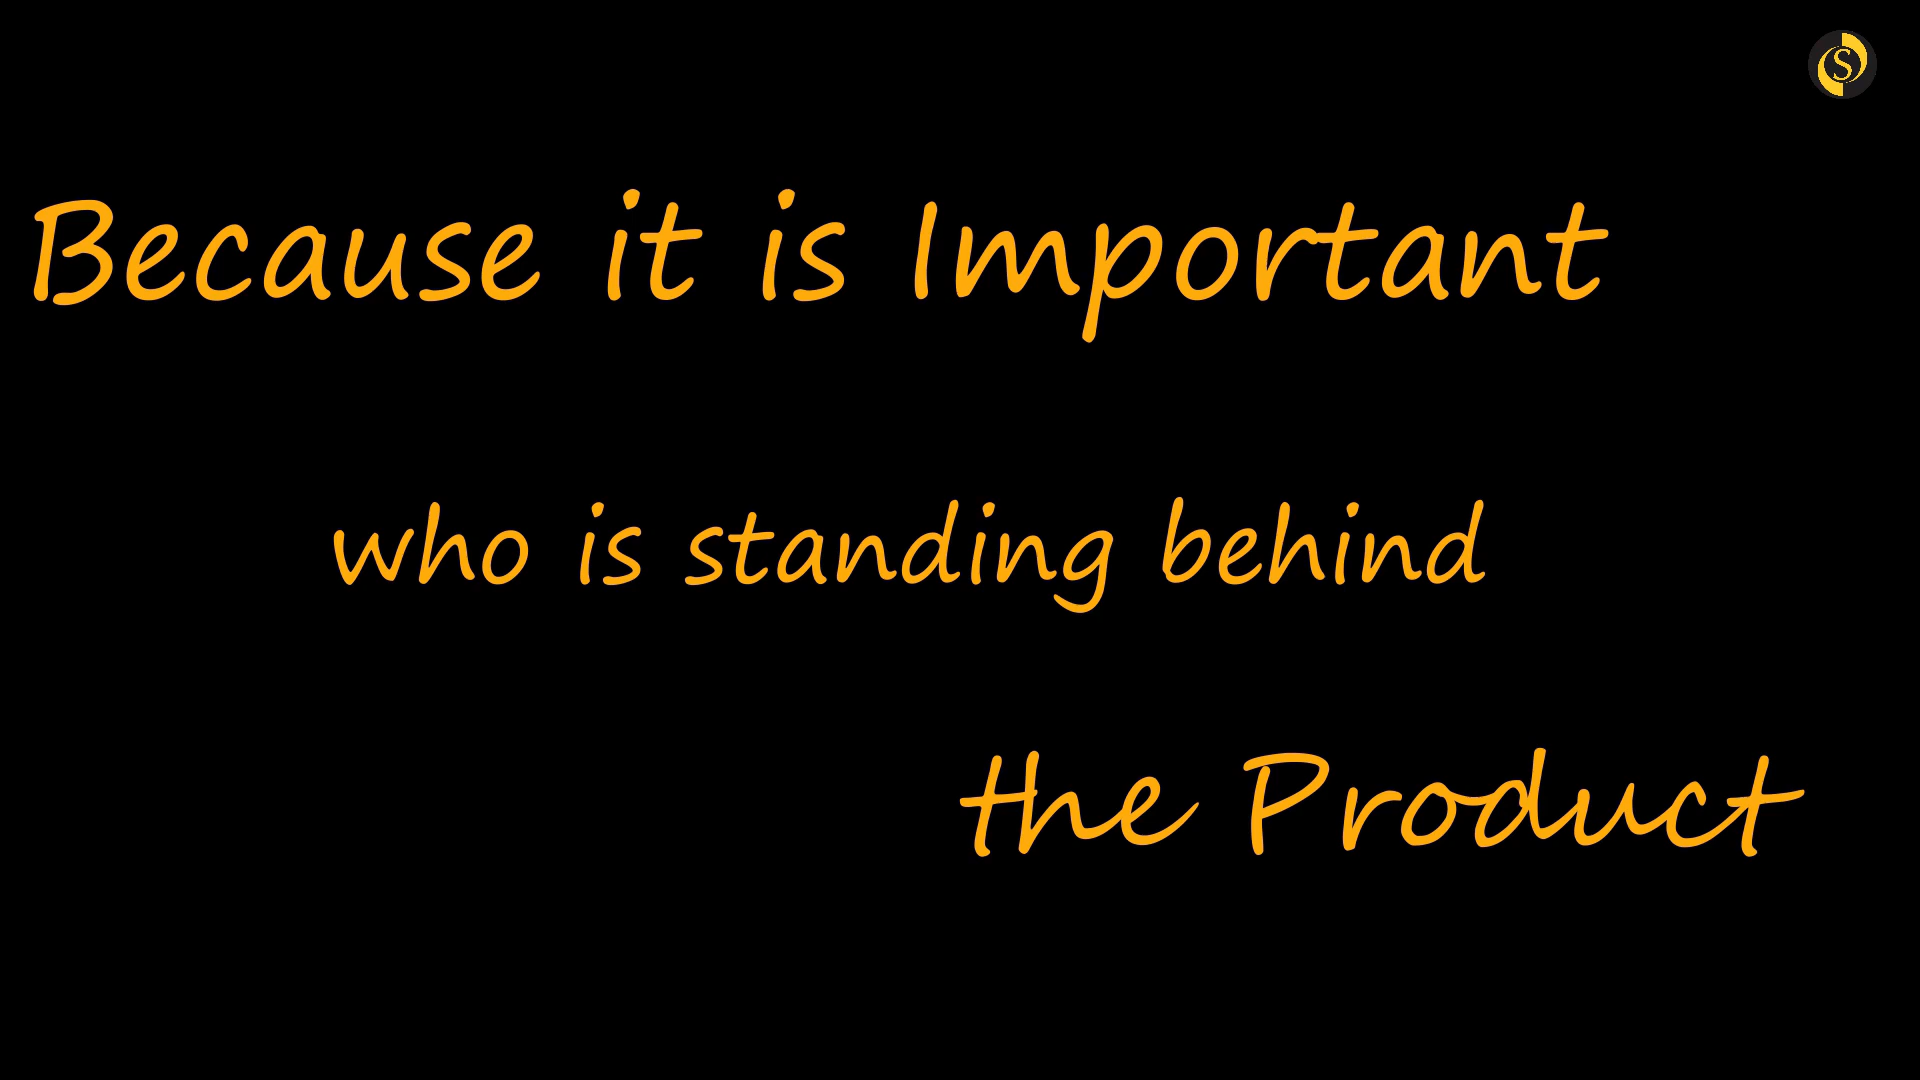 S
Because it is Important
who is standing behind
the Product